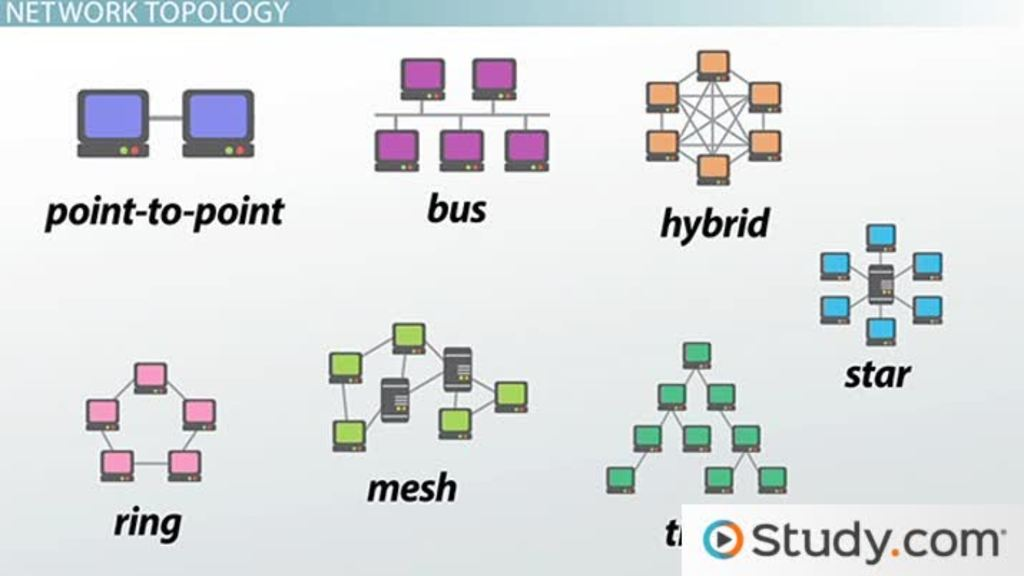 NETWORK TOPOLOGY
point-to-point
bus
hybrid
star
ring
mesh
Study.com